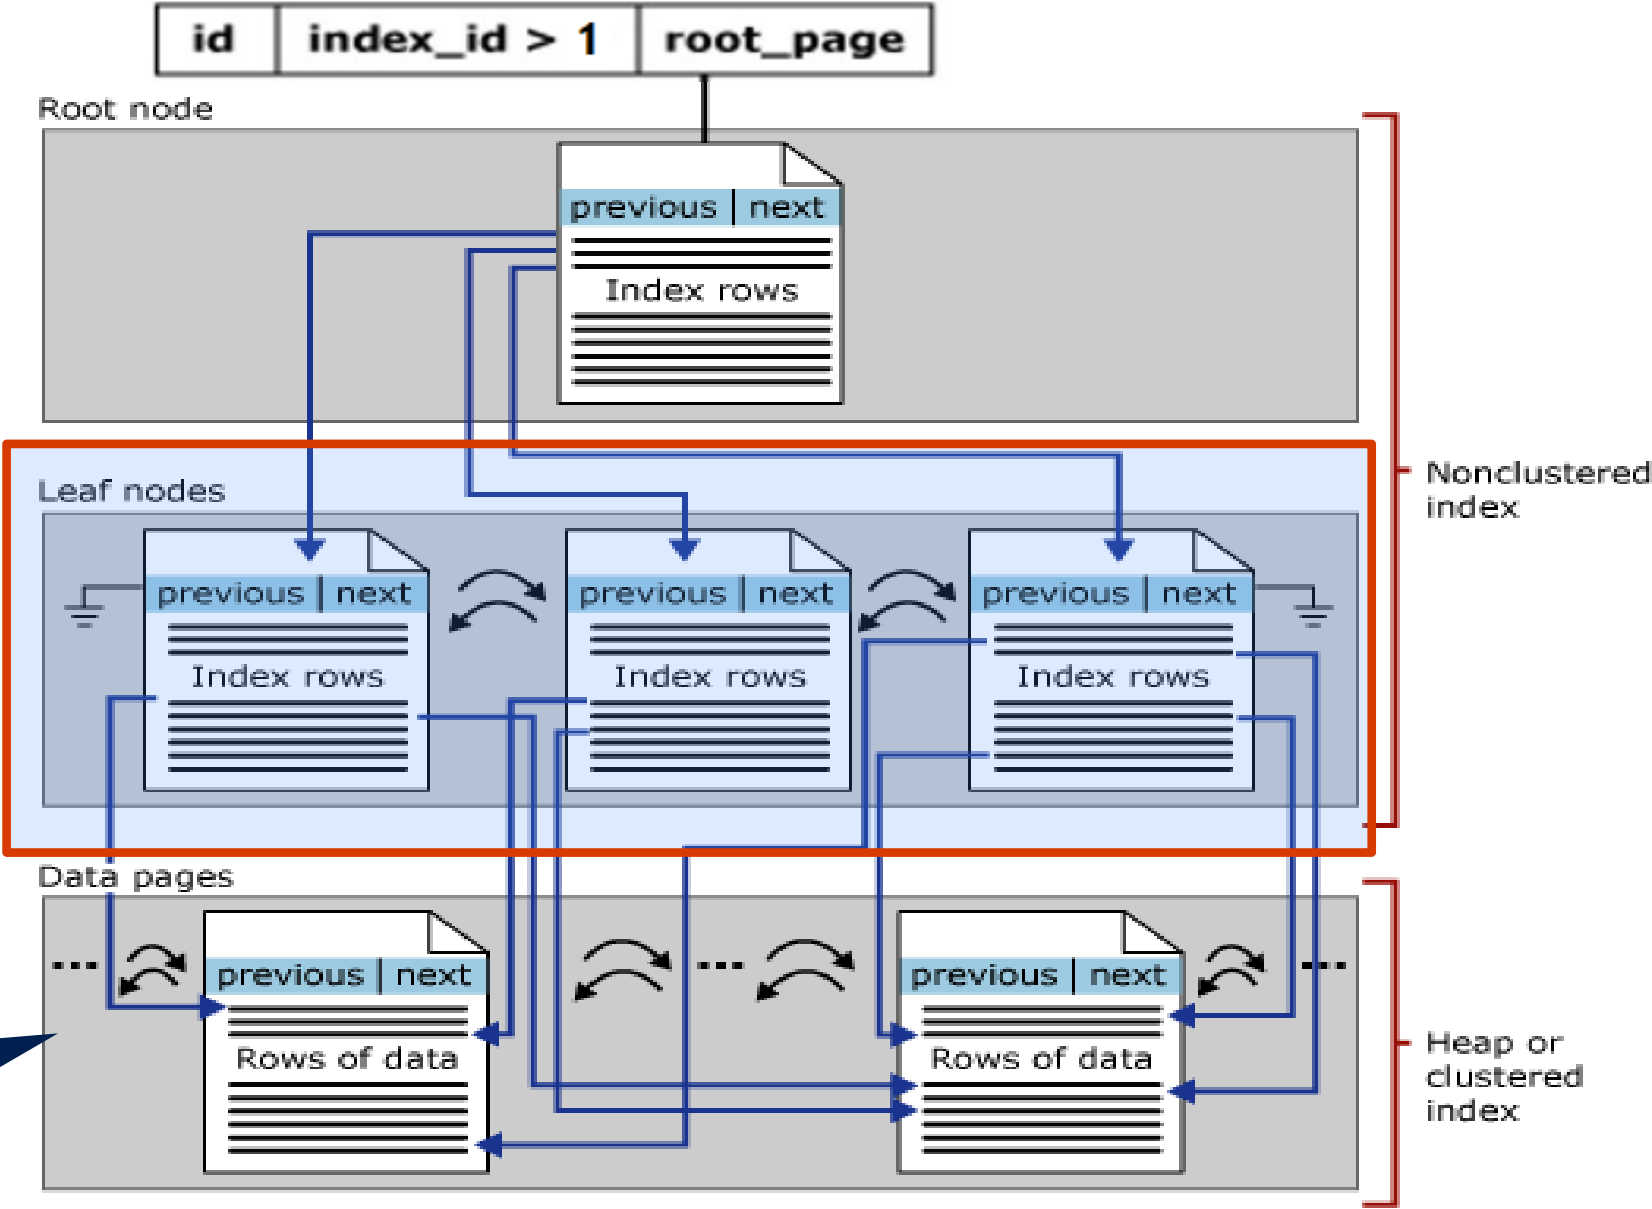 id index_id > 1 root_page
Root node
previous next
Index rows
Nonclustered
index
Leaf nodes
previous next previous next previous next
Index rows Index rows Index rows
Data pages
... ... ...
previous next previous next
Rows of data Rows of data
Heap or
clustered
index